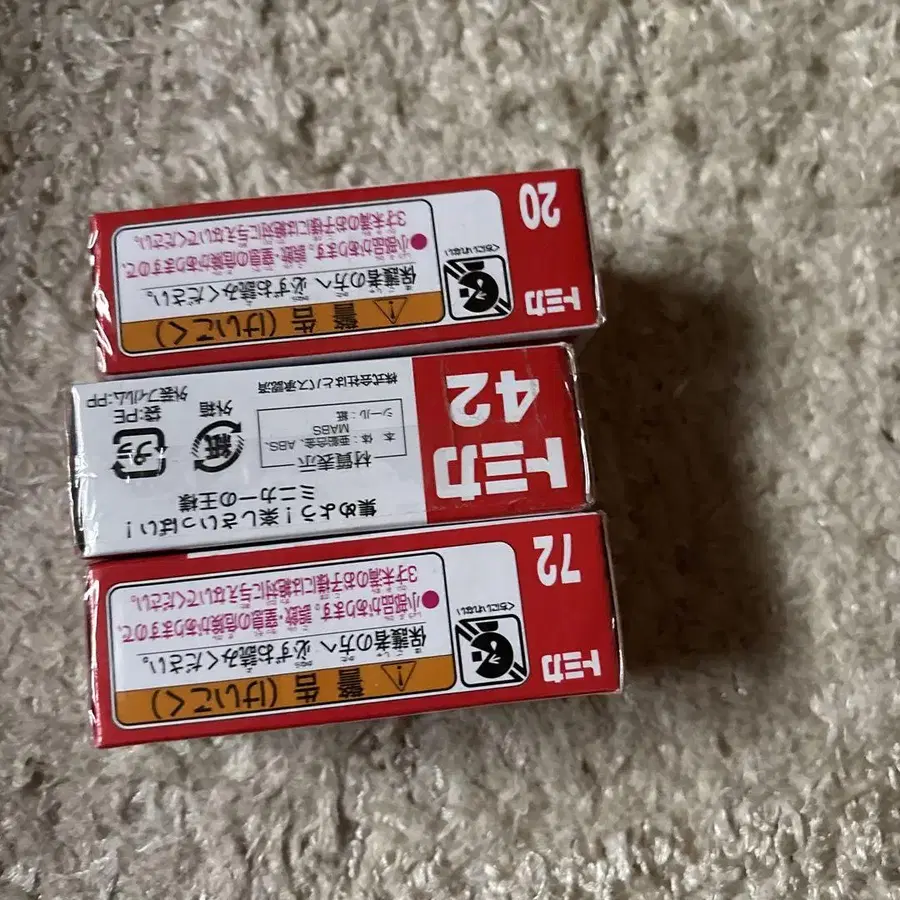 トミカ
72
くちにいれない
警告（けいこく）
保護者の方へ 必ずお読みください。
●小部品があります。誤飲・窒息の危険がありますので、
3才未満のお子様には絶対に与えないでください。
トミカ
42
集めよう！楽しさいっぱい！
ミニカーの王様
材質表示
本 体：亜鉛合金、ABS、
MABS
シール：紙
紙
外箱
プラ
袋:PE
外装フィルム:PP
株式会社はとバス承認済
トミカ
20
くちにいれない
警告（けいこく）
保護者の方へ 必ずお読みください。
●小部品があります。誤飲・窒息の危険がありますので、
3才未満のお子様には絶対に与えないでください。